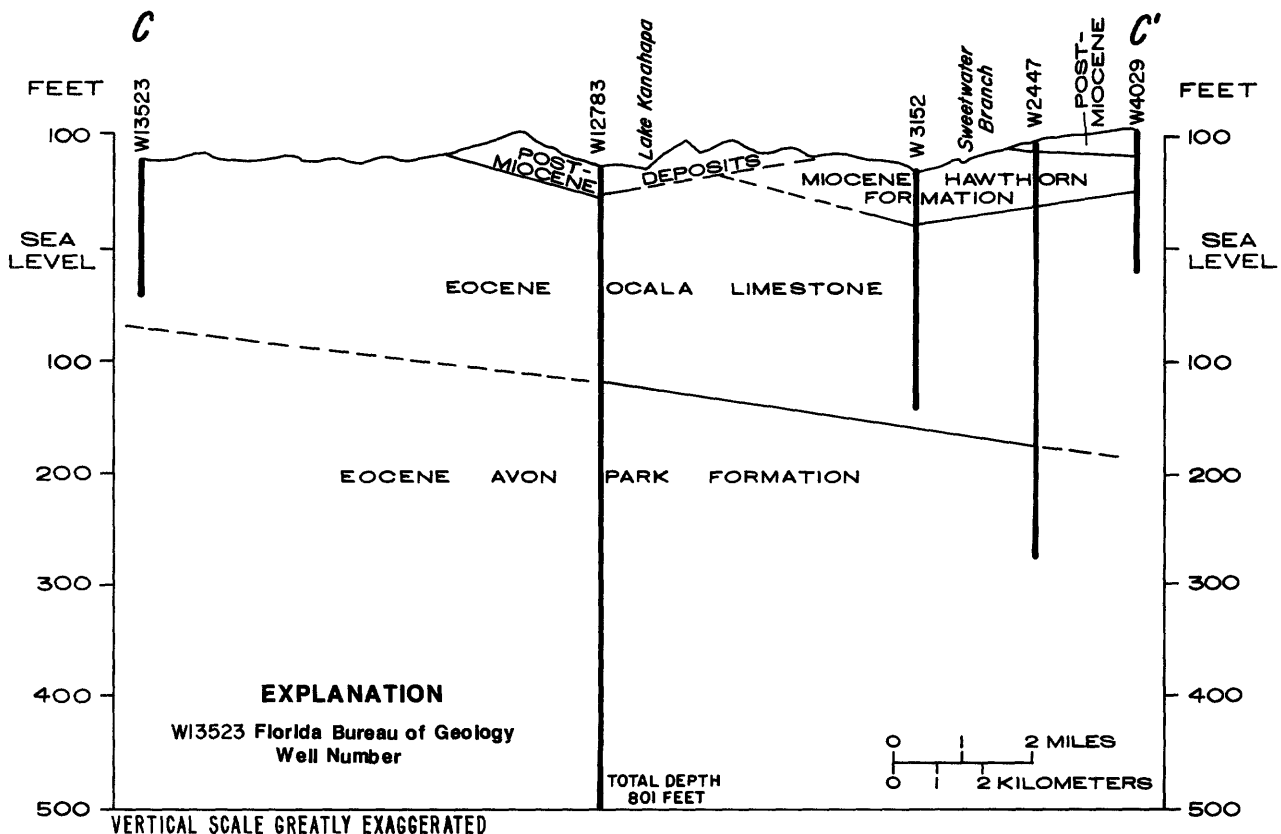 C
C'
FEET
FEET
W13523
W12783
Lake Kanahapa
W3152
Sweetwater
Branch
W2447
POST-
MIOCENE
W4029
100
100
POST-
MIOCENE
DEPOSITS
MIOCENE HAWTHORN
FORMATION
SEA
LEVEL
SEA
LEVEL
EOCENE OCALA LIMESTONE
100
100
200
200
EOCENE AVON PARK FORMATION
300
300
400
400
EXPLANATION
W13523 Florida Bureau of Geology
Well Number
0 1 2 MILES
0 1 2 KILOMETERS
TOTAL DEPTH
801 FEET
500
500
VERTICAL SCALE GREATLY EXAGGERATED